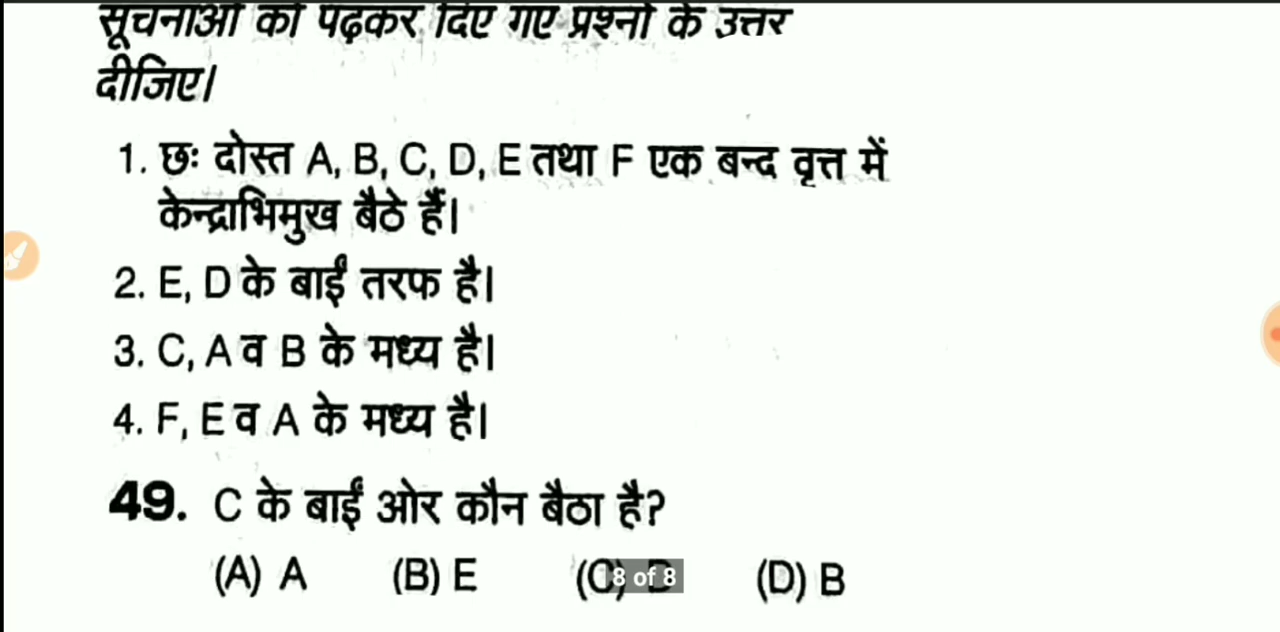 सूचनाओं को पढ़कर दिए गए प्रश्नों के उत्तर
दीजिए।
1. छः दोस्त A, B, C, D, E तथा F एक बन्द वृत्त में
केन्द्राभिमुख बैठे हैं।
2. E, D के बाईं तरफ है।
3. C, A व B के मध्य है।
4. F, E व A के मध्य है।
49. C के बाईं ओर कौन बैठा है?
(A) A (B) E (C) D (D) B
8 of 8